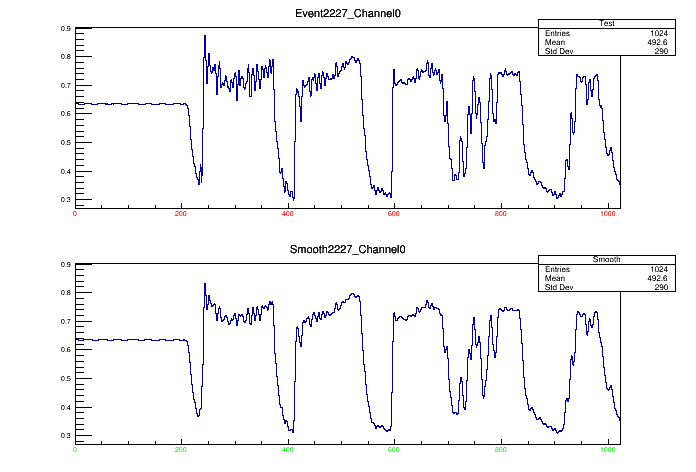 Event2227_Channel0
Test
Entries 1024
Mean 492.6
Std Dev 290
0.9
0.8
0.7
0.6
0.5
0.4
0.3
0 200 400 600 800 1000
Smooth2227_Channel0
Smooth
Entries 1024
Mean 492.6
Std Dev 290
0.9
0.8
0.7
0.6
0.5
0.4
0.3
0 200 400 600 800 1000